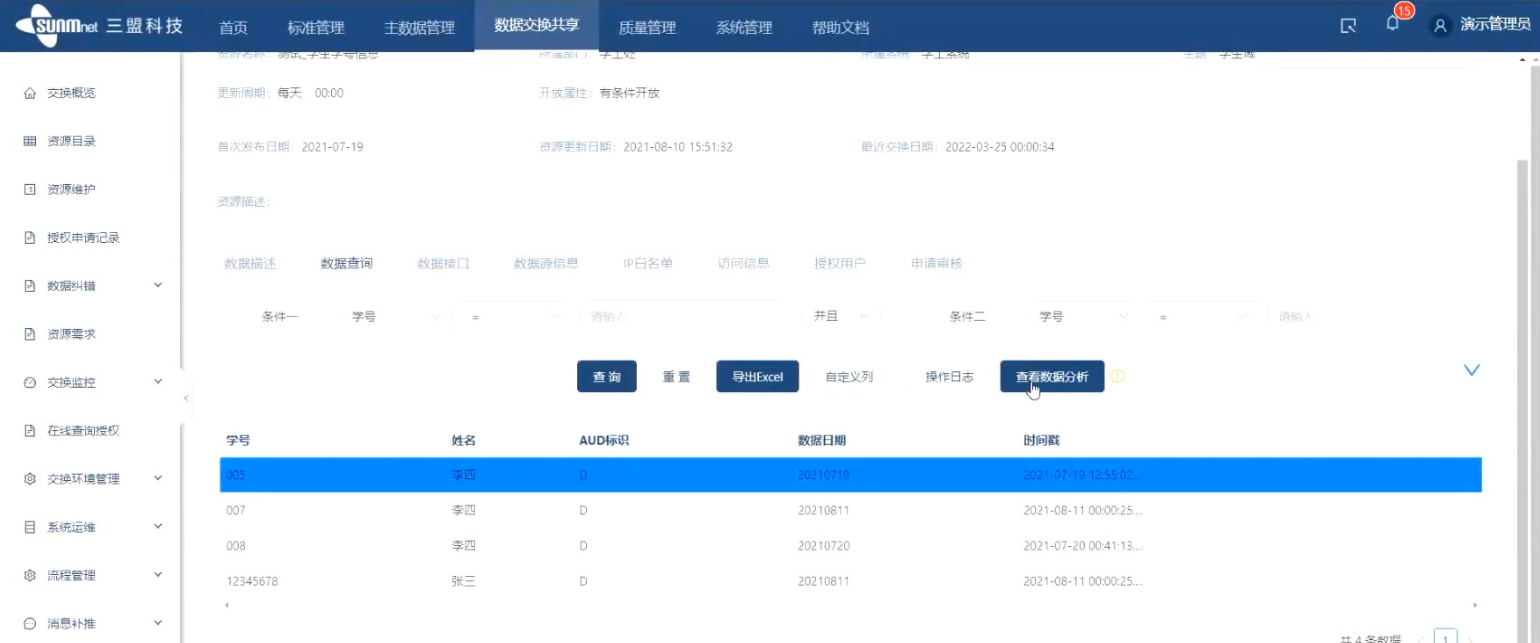 SUNMnet 三盟科技 首页 标准管理 主数据管理 数据交换共享 质量管理 系统管理 帮助文档 15 演示管理员
资源名称: 测试_学生学号信息 所属部门: 学工处 所属系统: 学工系统 主题: 学生域
交换概览
更新周期: 每天 00:00 开放属性: 有条件开放
资源目录
首次发布日期: 2021-07-19 资源更新日期: 2021-08-10 15:51:32 最近交换日期: 2022-03-25 00:00:34
资源维护
资源描述:
授权申请记录
数据描述 数据查询 数据接口 数据源信息 IP白名单 访问信息 授权用户 申请审核
数据纠错
条件一 学号 = 请输入 并且 条件二 学号 = 请输入
资源需求
交换监控
查询 重置 导出Excel 自定义列 操作日志 查看数据分析
在线查询授权
学号 姓名 AUD标识 数据日期 时间戳
交换环境管理
005 李四 D 20210719 2021-07-19 12:55:02....
007 李四 D 20210811 2021-08-11 00:00:25....
系统运维
008 李四 D 20210720 2021-07-20 00:41:13....
流程管理
12345678 张三 D 20210811 2021-08-11 00:00:25....
消息补推
共 4 条数据 < 1 >